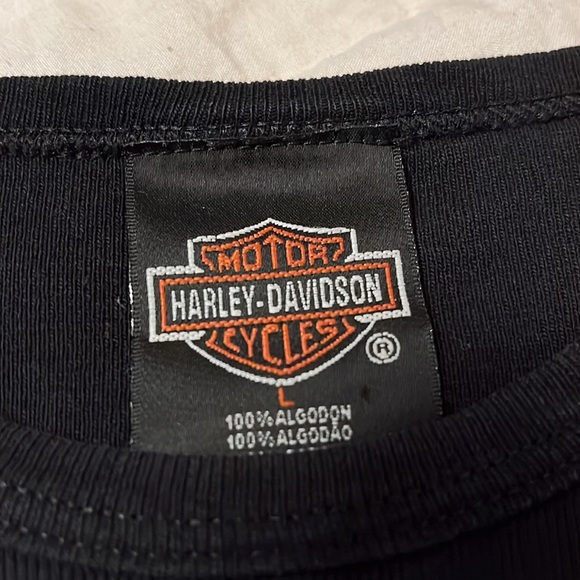 MOTOR
HARLEY-DAVIDSON
CYCLES
®
L
100% ALGODON
100% ALGODÃO